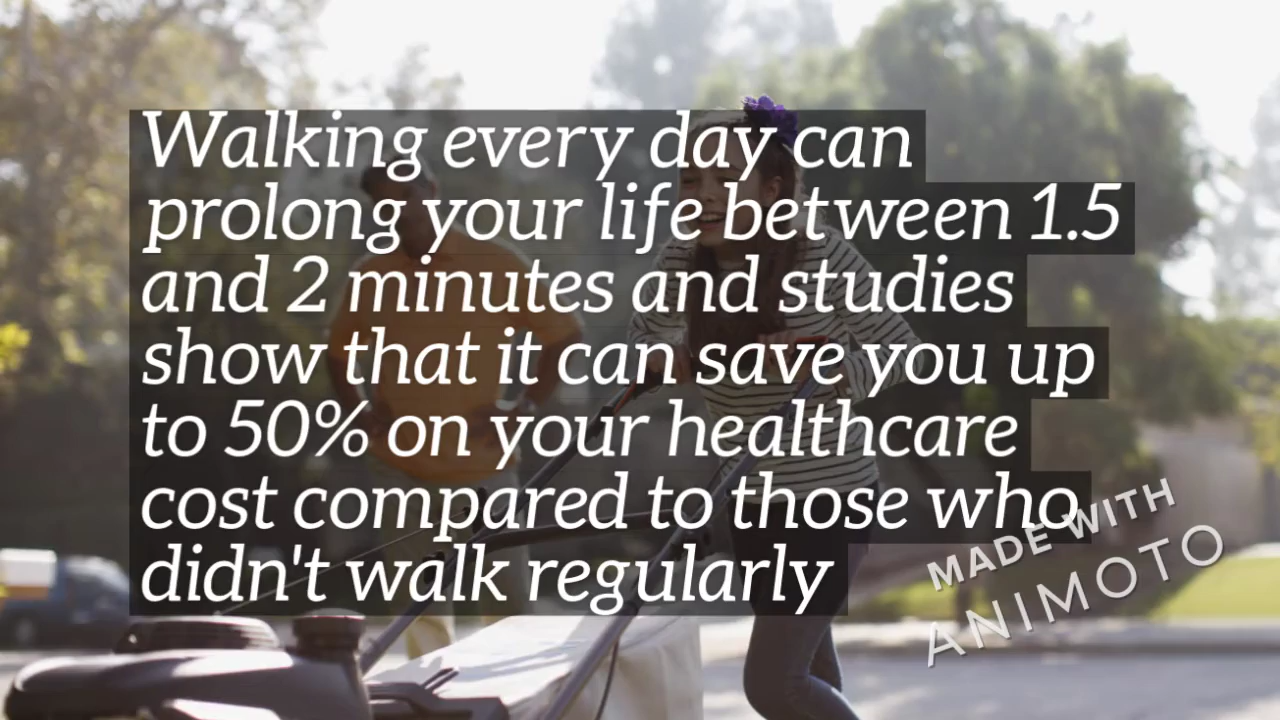 Walking every day can
prolong your life between 1.5
and 2 minutes and studies
show that it can save you up
to 50% on your healthcare
cost compared to those who
didn't walk regularly
MADE WITH
ANIMOTO